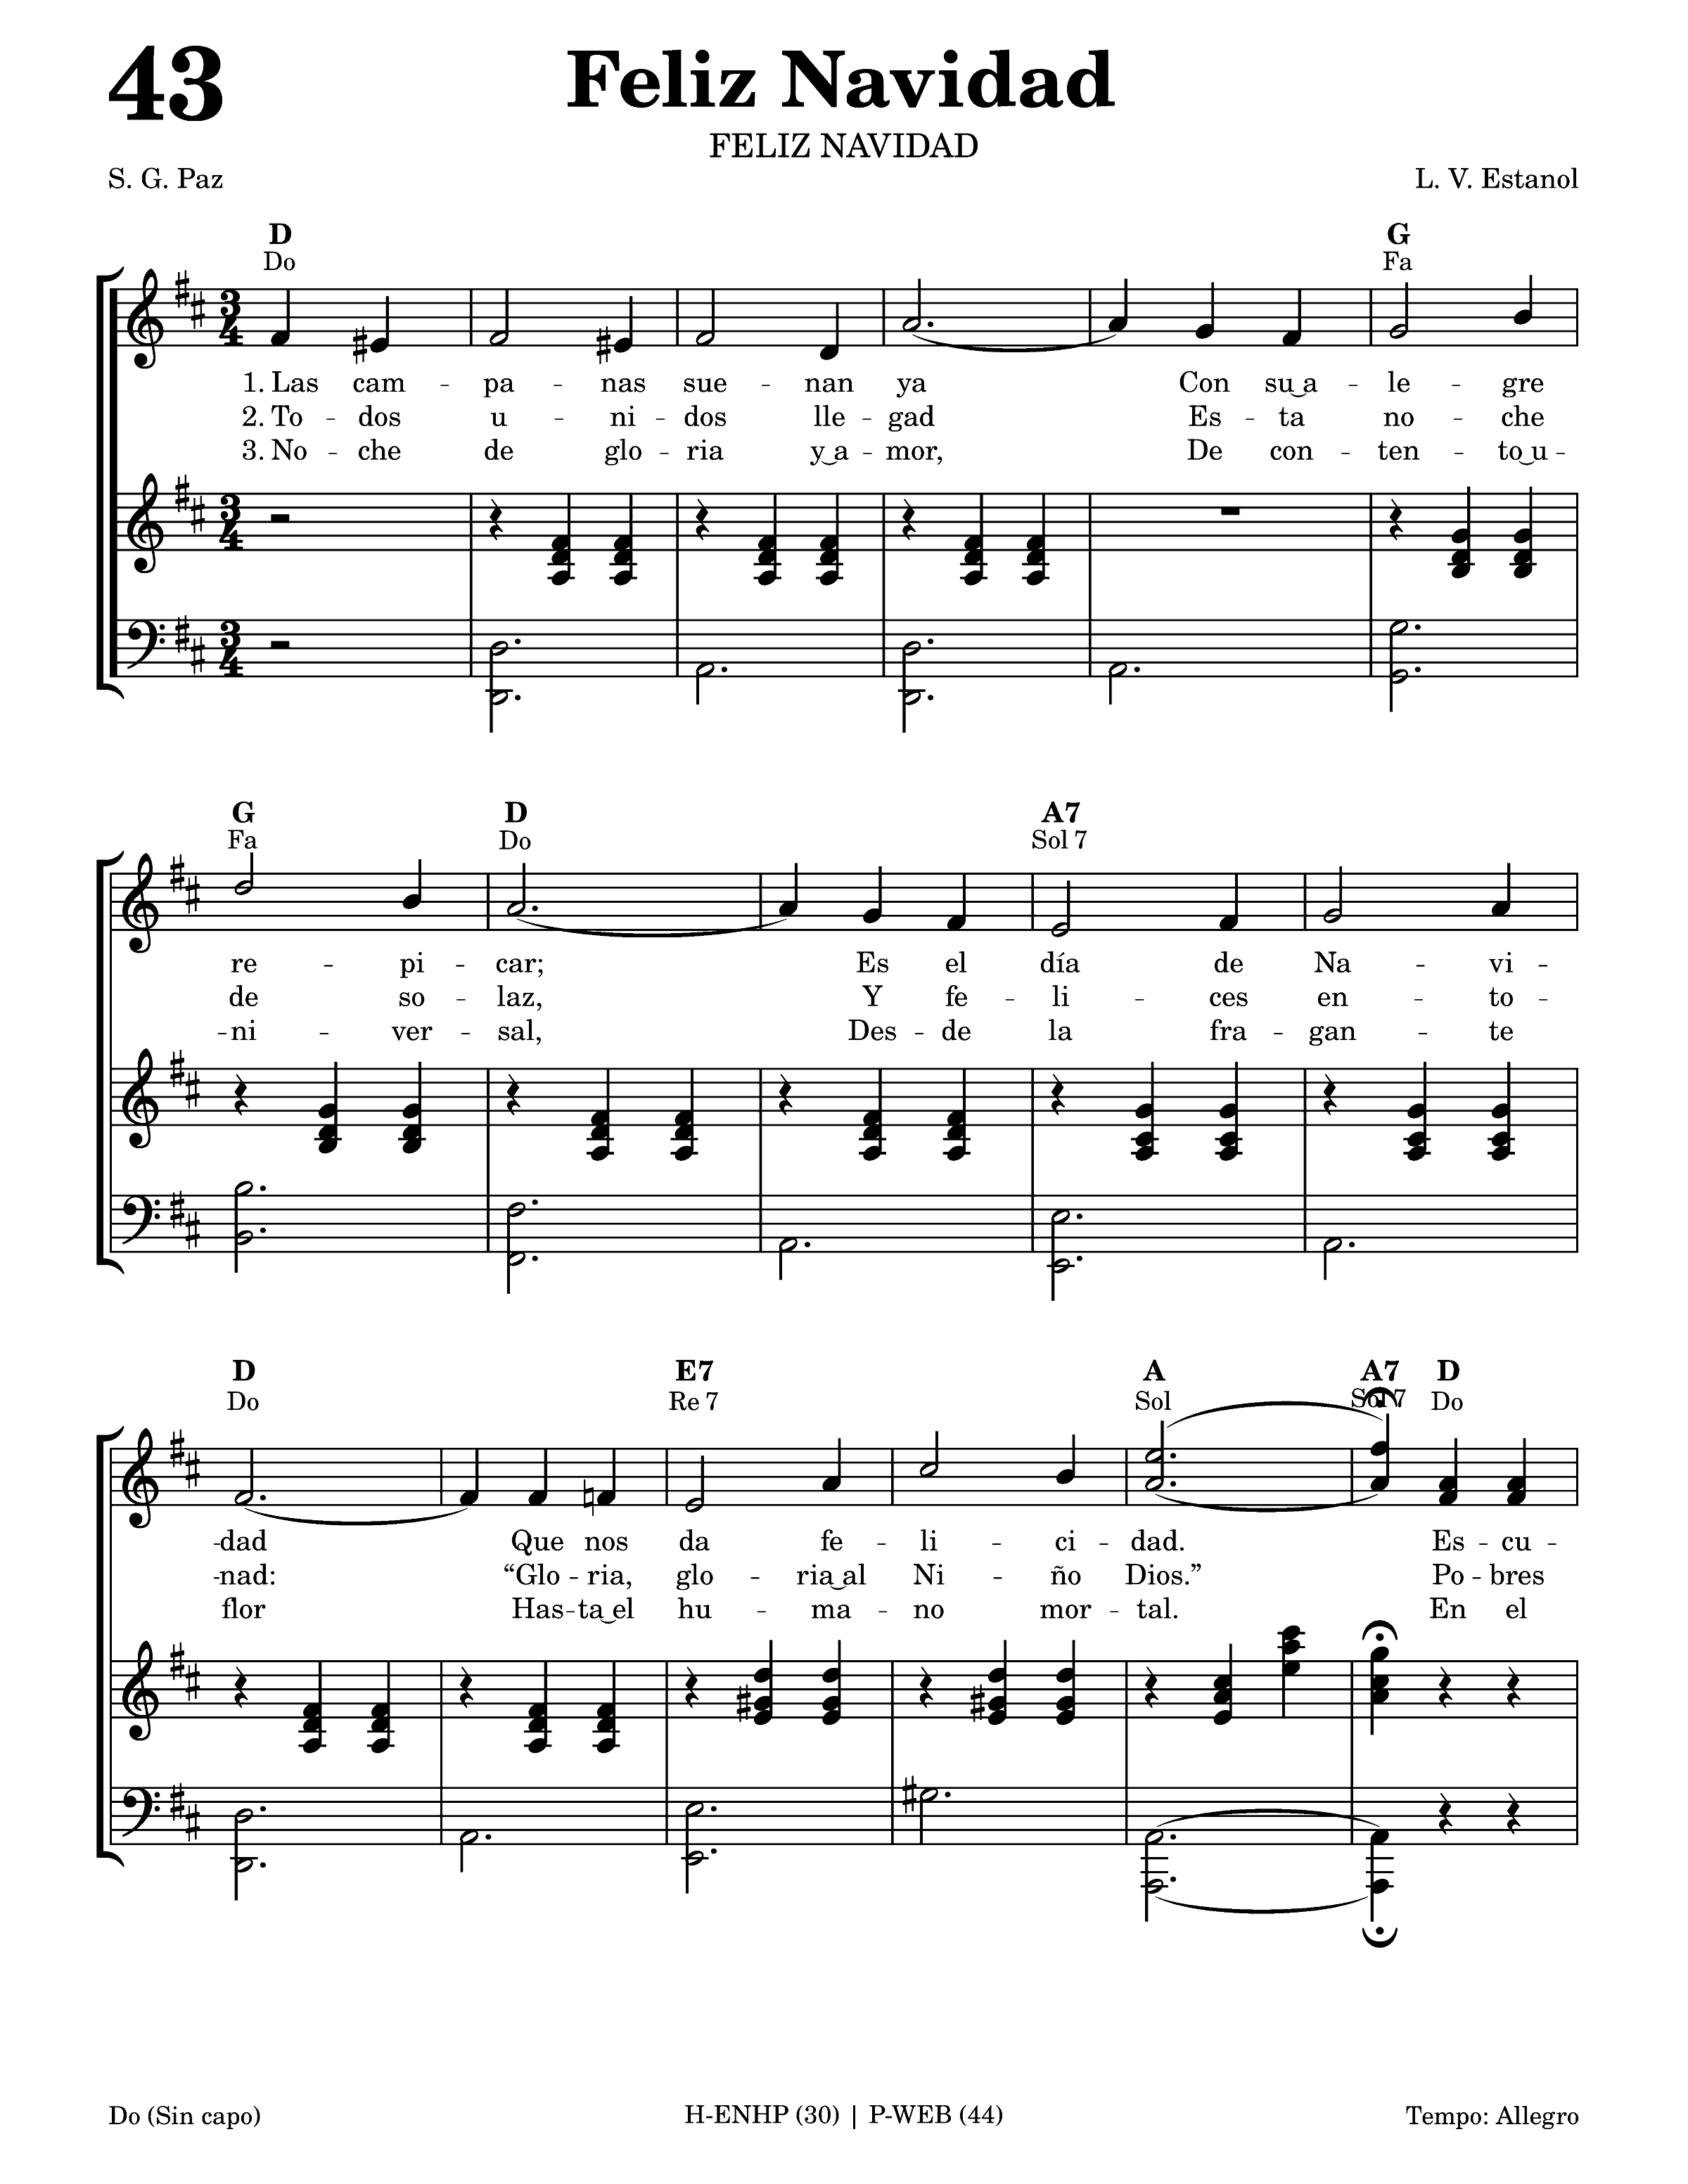 43
Feliz Navidad
FELIZ NAVIDAD
S. G. Paz
L. V. Estanol
D G
Do Fa
1. Las cam - pa - nas sue - nan ya Con su‿a - le - gre
2. To - dos u - ni - dos lle - gad Es - ta no - che
3. No - che de glo - ria y‿a - mor, De con - ten - to‿u -
G D A7
Fa Do Sol 7
re - pi - car; Es el día de Na - vi -
de so - laz, Y fe - li - ces en - to -
- ni - ver - sal, Des - de la fra - gan - te
D E7 A A7 D
Do Re 7 Sol Sol 7 Do
- dad Que nos da fe - li - ci - dad. Es - cu -
- nad: “Glo - ria, glo - ria‿al Ni - ño Dios.” Po - bres
flor Has - ta‿el hu - ma - no mor - tal. En el
Do (Sin capo)
H-ENHP (30) | P-WEB (44)
Tempo: Allegro